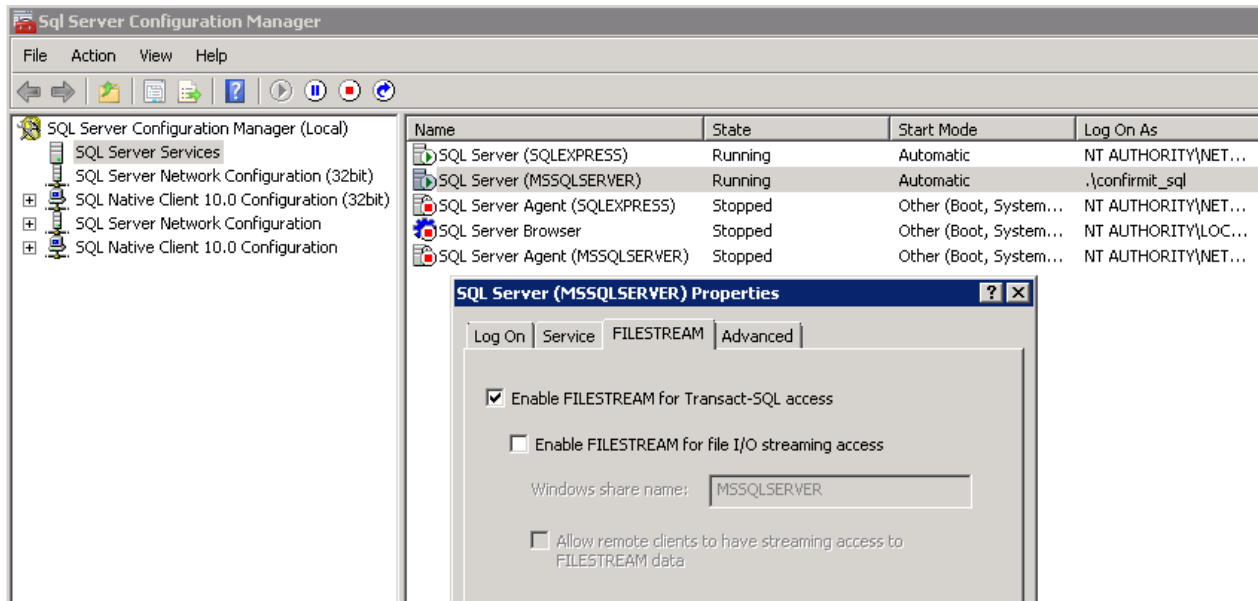 Sql Server Configuration Manager
File Action View Help
SQL Server Configuration Manager (Local)
SQL Server Services
SQL Server Network Configuration (32bit)
SQL Native Client 10.0 Configuration (32bit)
SQL Server Network Configuration
SQL Native Client 10.0 Configuration
Name State Start Mode Log On As
SQL Server (SQLEXPRESS) Running Automatic NT AUTHORITY\NET...
SQL Server (MSSQLSERVER) Running Automatic .\confirmit_sql
SQL Server Agent (SQLEXPRESS) Stopped Other (Boot, System... NT AUTHORITY\NET...
SQL Server Browser Stopped Other (Boot, System... NT AUTHORITY\LOC...
SQL Server Agent (MSSQLSERVER) Stopped Other (Boot, System... NT AUTHORITY\NET...
SQL Server (MSSQLSERVER) Properties
Log On Service FILESTREAM Advanced
Enable FILESTREAM for Transact-SQL access
Enable FILESTREAM for file I/O streaming access
Windows share name: MSSQLSERVER
Allow remote clients to have streaming access to
FILESTREAM data